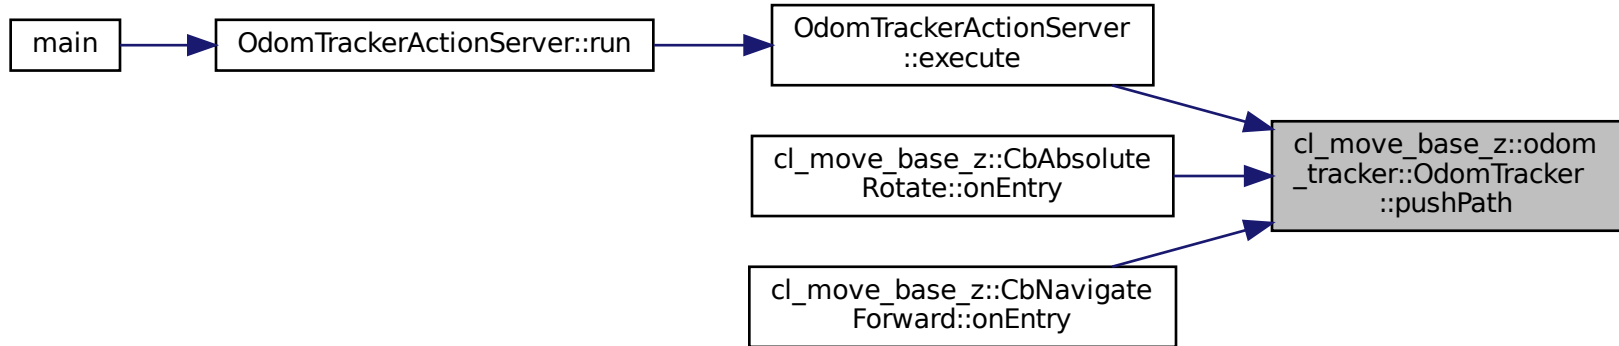 main
OdomTrackerActionServer::run
OdomTrackerActionServer
::execute
cl_move_base_z::CbAbsolute
Rotate::onEntry
cl_move_base_z::CbNavigate
Forward::onEntry
cl_move_base_z::odom
_tracker::OdomTracker
::pushPath